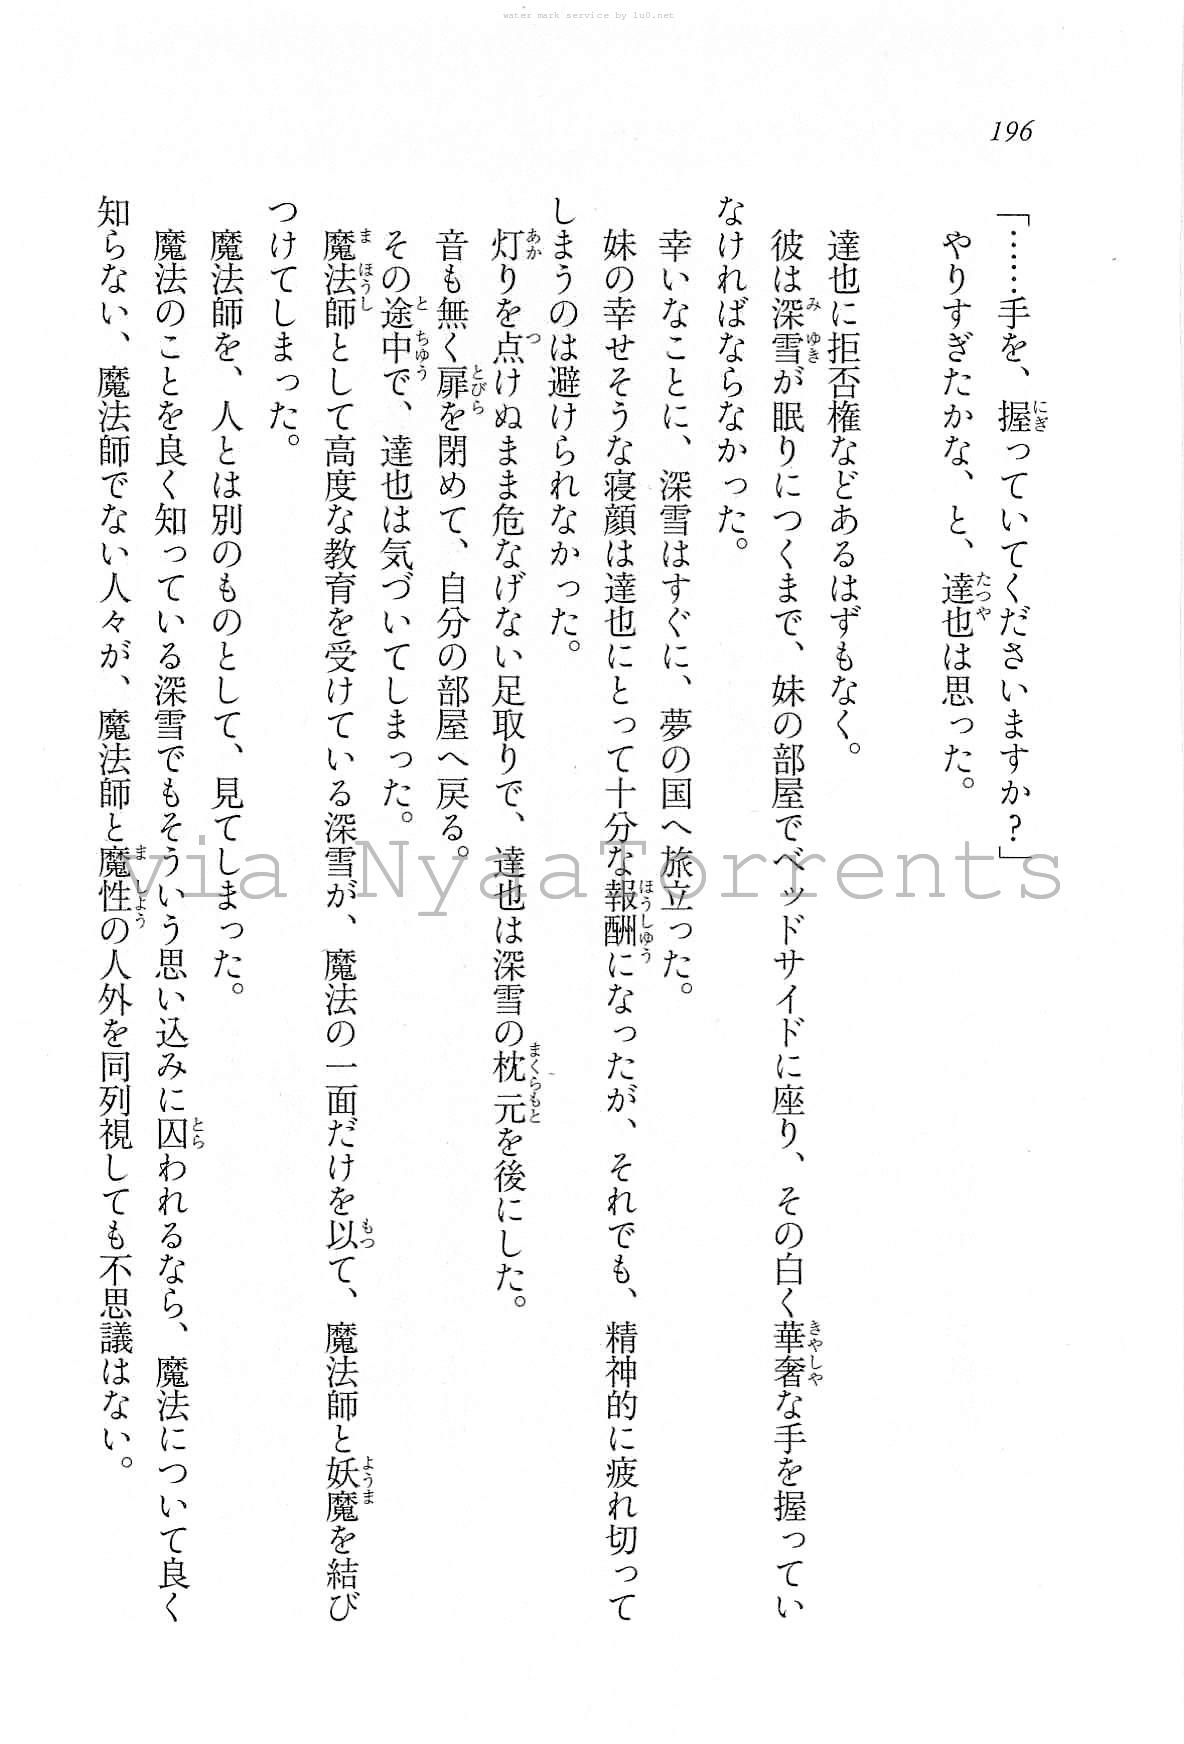 water mark service by lu0.net
196
「……手を、握っていてくださいますか?」
やりすぎたかな、と、達也は思った。
達也に拒否権などあるはずもなく。
彼は深雪が眠りにつくまで、妹の部屋でベッドサイドに座り、その白く華奢な手を握ってい
なければならなかった。
幸いなことに、深雪はすぐに、夢の国へ旅立った。
妹の幸せそうな寝顔は達也にとって十分な報酬になったが、それでも、精神的に疲れ切って
しまうのは避けられなかった。
灯りを点けぬまま危なげない足取りで、達也は深雪の枕元を後にした。
音も無く扉を閉めて、自分の部屋へ戻る。
その途中で、達也は気づいてしまった。
魔法師として高度な教育を受けている深雪が、魔法の一面だけを以て、魔法師と妖魔を結び
つけてしまった。
魔法師を、人とは別のものとして、見てしまった。
魔法のことを良く知っている深雪でもそういう思い込みに囚われるなら、魔法について良く
知らない、魔法師でない人々が、魔法師と魔性の人外を同列視しても不思議はない。
via NyaaTorrents